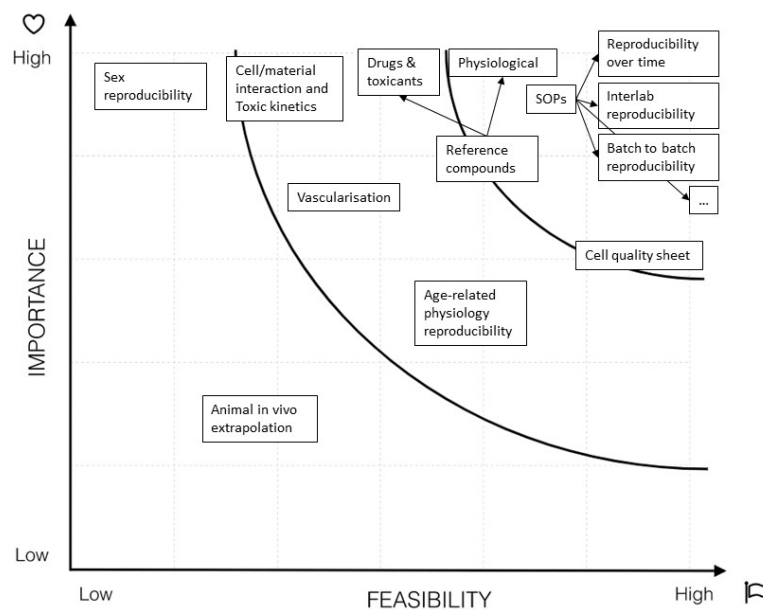 High
Sex
reproducibility
Cell/material
interaction and
Toxic kinetics
Drugs &
toxicants
Physiological
SOPs
Reproducibility
over time
Interlab
reproducibility
Batch to batch
reproducibility
...
Reference
compounds
Vascularisation
Cell quality sheet
Age-related
physiology
reproducibility
Animal in vivo
extrapolation
IMPORTANCE
Low
Low
FEASIBILITY
High